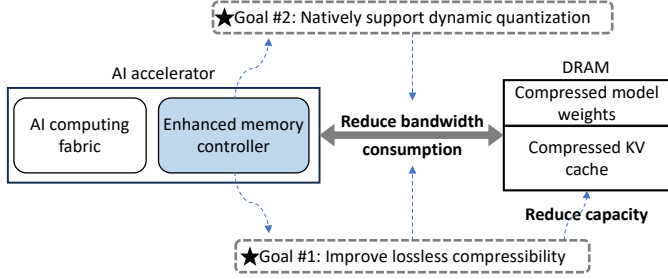 ★Goal #2: Natively support dynamic quantization
AI accelerator
DRAM
AI computing
fabric
Enhanced memory
controller
Reduce bandwidth
consumption
Compressed model
weights
Compressed KV
cache
Reduce capacity
★Goal #1: Improve lossless compressibility